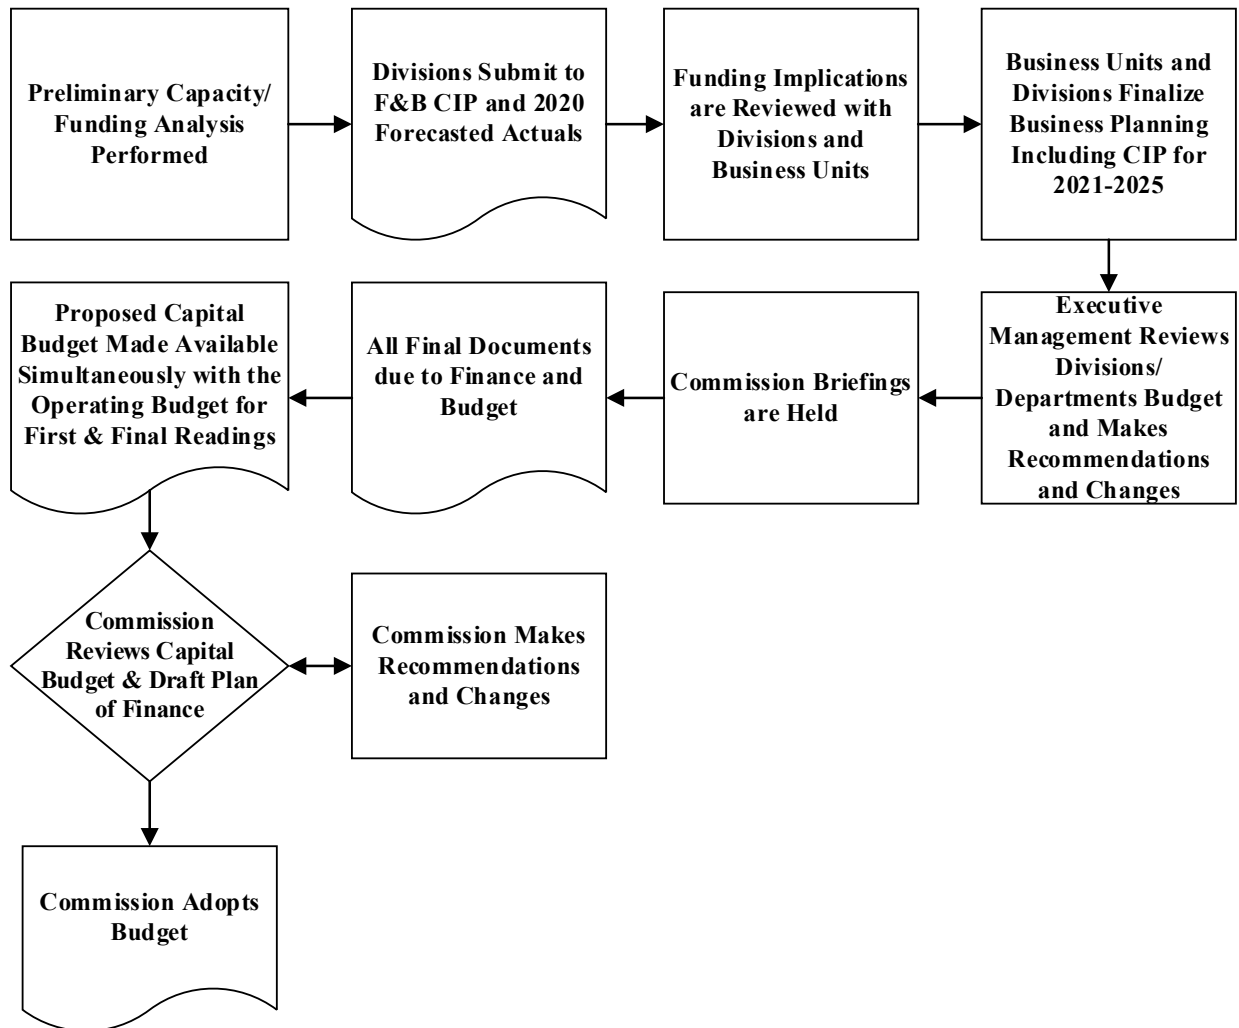 Preliminary Capacity/
Funding Analysis
Performed
Divisions Submit to
F&B CIP and 2020
Forecasted Actuals
Funding Implications
are Reviewed with
Divisions and
Business Units
Business Units and
Divisions Finalize
Business Planning
Including CIP for
2021-2025
Executive
Management Reviews
Divisions/
Departments Budget
and Makes
Recommendations
and Changes
Commission Briefings
are Held
All Final Documents
due to Finance and
Budget
Proposed Capital
Budget Made Available
Simultaneously with the
Operating Budget for
First & Final Readings
Commission
Reviews Capital
Budget & Draft Plan
of Finance
Commission Makes
Recommendations
and Changes
Commission Adopts
Budget